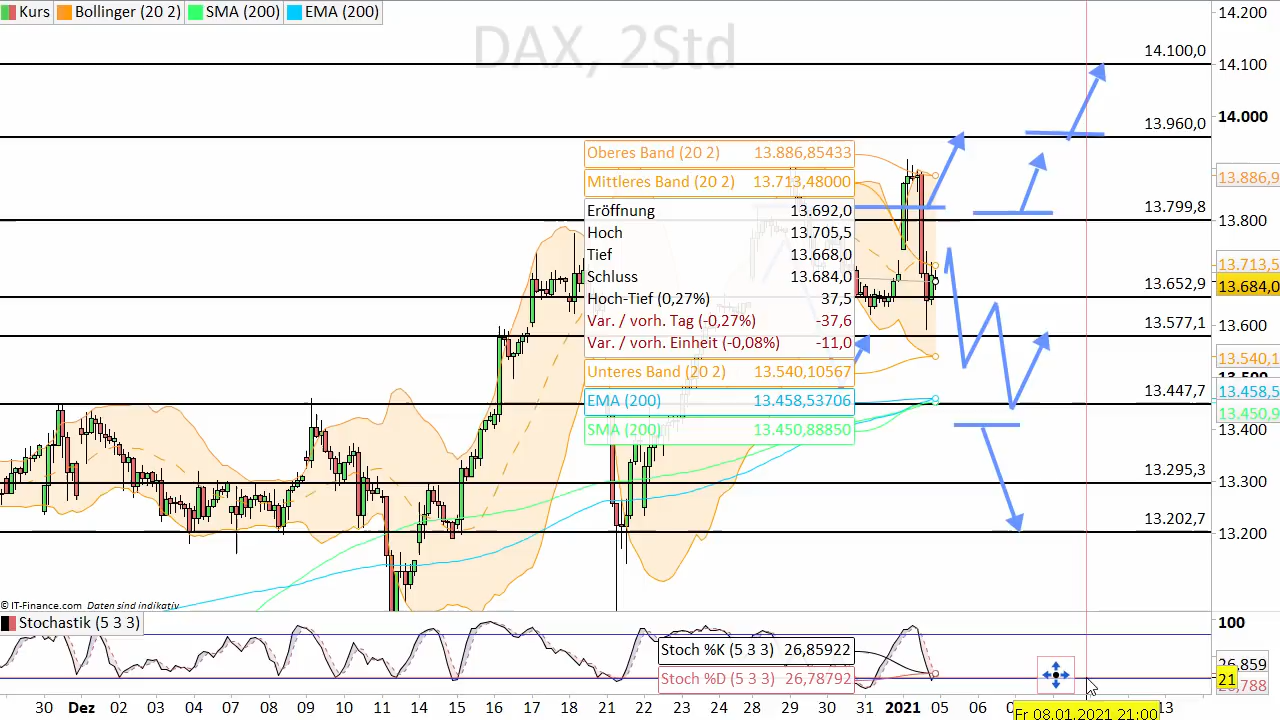 Kurs Bollinger (20 2) SMA (200) EMA (200)
DAX, 2Std
14.200
14.100,0
14.100
14.000
13.960,0
Oberes Band (20 2) 13.886,85433
13.886,9
Mittleres Band (20 2) 13.713,48000
Eröffnung 13.692,0
13.799,8
13.800
Hoch 13.705,5
Tief 13.668,0
13.713,5
Schluss 13.684,0
13.652,9
13.684,0
Hoch-Tief (0,27%) 37,5
Var. / vorh. Tag (-0,27%) -37,6
13.577,1
13.600
Var. / vorh. Einheit (-0,08%) -11,0
13.540,1
Unteres Band (20 2) 13.540,10567
13.447,7
13.458,5
EMA (200) 13.458,53706
13.450,9
SMA (200) 13.450,88850
13.400
13.295,3
13.300
13.202,7
13.200
© IT-Finance.com Daten sind indikativ
Stochastik (5 3 3)
100
Stoch %K (5 3 3) 26,85922
26,859
Stoch %D (5 3 3) 26,78792
21
30 Dez 02 03 04 07 08 09 10 11 14 15 16 17 18 21 22 23 28 29 30 31 2021 05 06 13
Fr 08.01.2021 21:00